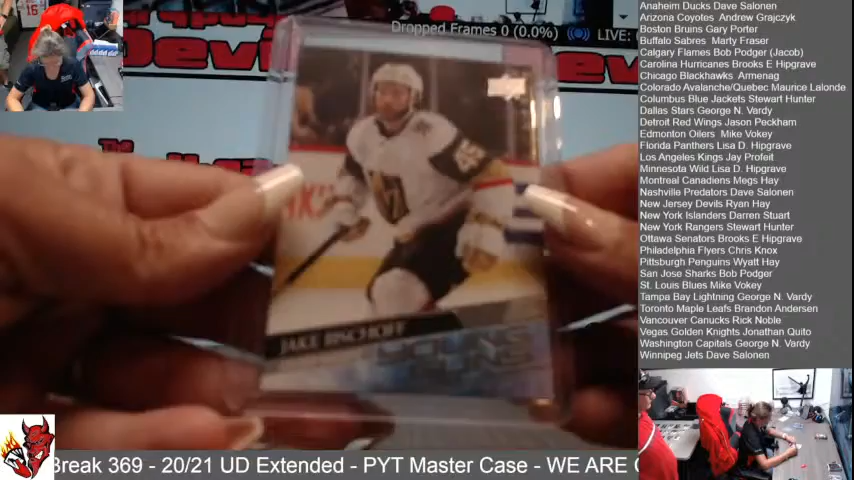 Dropped Frames 0 (0.0%)
LIVE:
Devi
The
45
JAKE BISCHOFF
YOUNG
GUNS
Anaheim Ducks Dave Salonen
Arizona Coyotes Andrew Grajczyk
Boston Bruins Gary Porter
Buffalo Sabres Marty Fraser
Calgary Flames Bob Podger (Jacob)
Carolina Hurricanes Brooks E Hipgrave
Chicago Blackhawks Armenag
Colorado Avalanche/Quebec Maurice Lalonde
Columbus Blue Jackets Stewart Hunter
Dallas Stars George N. Vardy
Detroit Red Wings Jason Peckham
Edmonton Oilers Mike Vokey
Florida Panthers Lisa D. Hipgrave
Los Angeles Kings Jay Profeit
Minnesota Wild Lisa D. Hipgrave
Montreal Canadiens Megs Hay
Nashville Predators Dave Salonen
New Jersey Devils Ryan Hay
New York Islanders Darren Stuart
New York Rangers Stewart Hunter
Ottawa Senators Brooks E Hipgrave
Philadelphia Flyers Chris Knox
Pittsburgh Penguins Wyatt Hay
San Jose Sharks Bob Podger
St. Louis Blues Mike Vokey
Tampa Bay Lightning George N. Vardy
Toronto Maple Leafs Brandon Andersen
Vancouver Canucks Rick Noble
Vegas Golden Knights Jonathan Quito
Washington Capitals George N. Vardy
Winnipeg Jets Dave Salonen
Break 369 - 20/21 UD Extended - PYT Master Case - WE ARE